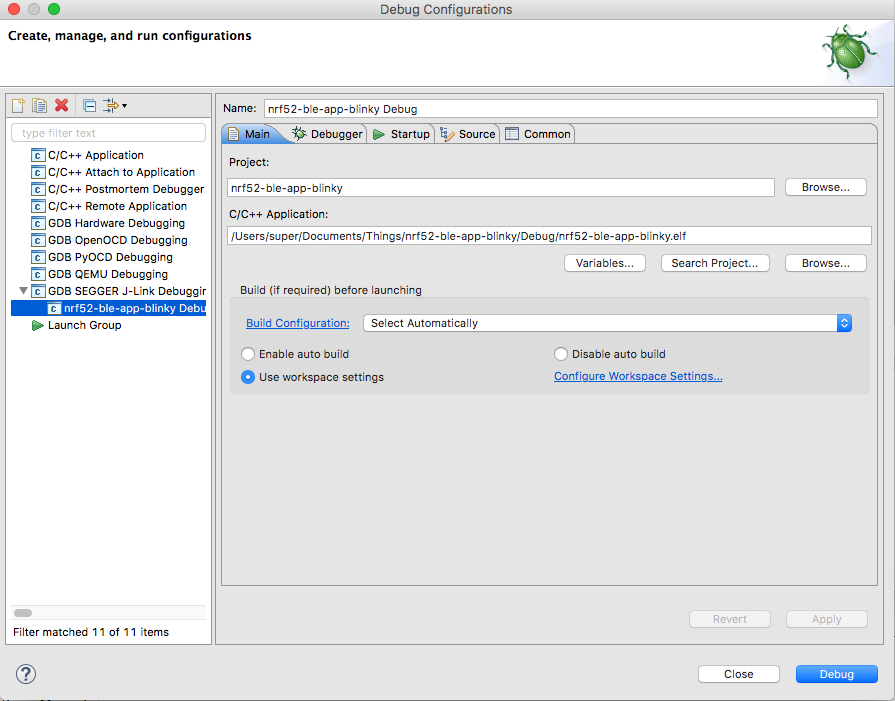 Debug Configurations
Create, manage, and run configurations
type filter text
C/C++ Application
C/C++ Attach to Application
C/C++ Postmortem Debugger
C/C++ Remote Application
GDB Hardware Debugging
GDB OpenOCD Debugging
GDB PyOCD Debugging
GDB QEMU Debugging
GDB SEGGER J-Link Debuggin
nrf52-ble-app-blinky Debu
Launch Group
Filter matched 11 of 11 items
Name: nrf52-ble-app-blinky Debug
Main Debugger Startup Source Common
Project:
nrf52-ble-app-blinky Browse...
C/C++ Application:
/Users/super/Documents/Things/nrf52-ble-app-blinky/Debug/nrf52-ble-app-blinky.elf
Variables... Search Project... Browse...
Build (if required) before launching
Build Configuration: Select Automatically
Enable auto build Disable auto build
Use workspace settings Configure Workspace Settings...
Revert Apply
? Close Debug